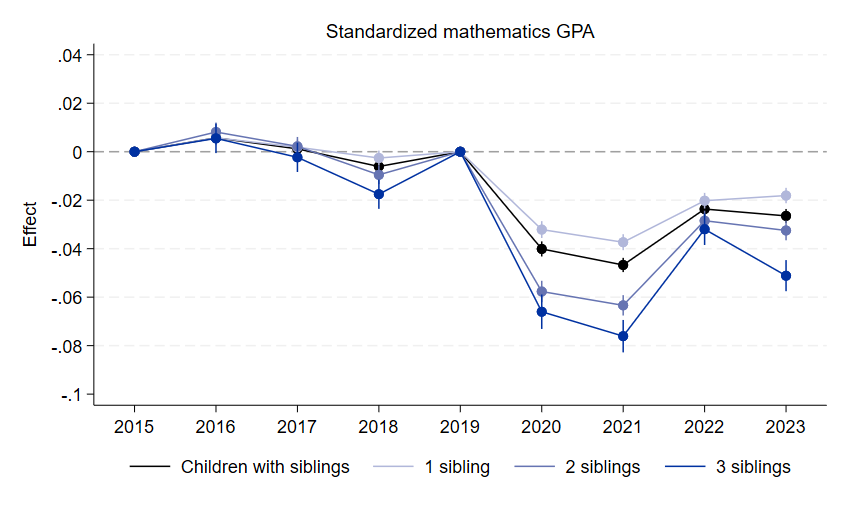 Standardized mathematics GPA
.04
.02
0
-.02
-.04
-.06
-.08
-.1
Effect
2015 2016 2017 2018 2019 2020 2021 2022 2023
Children with siblings 1 sibling 2 siblings 3 siblings